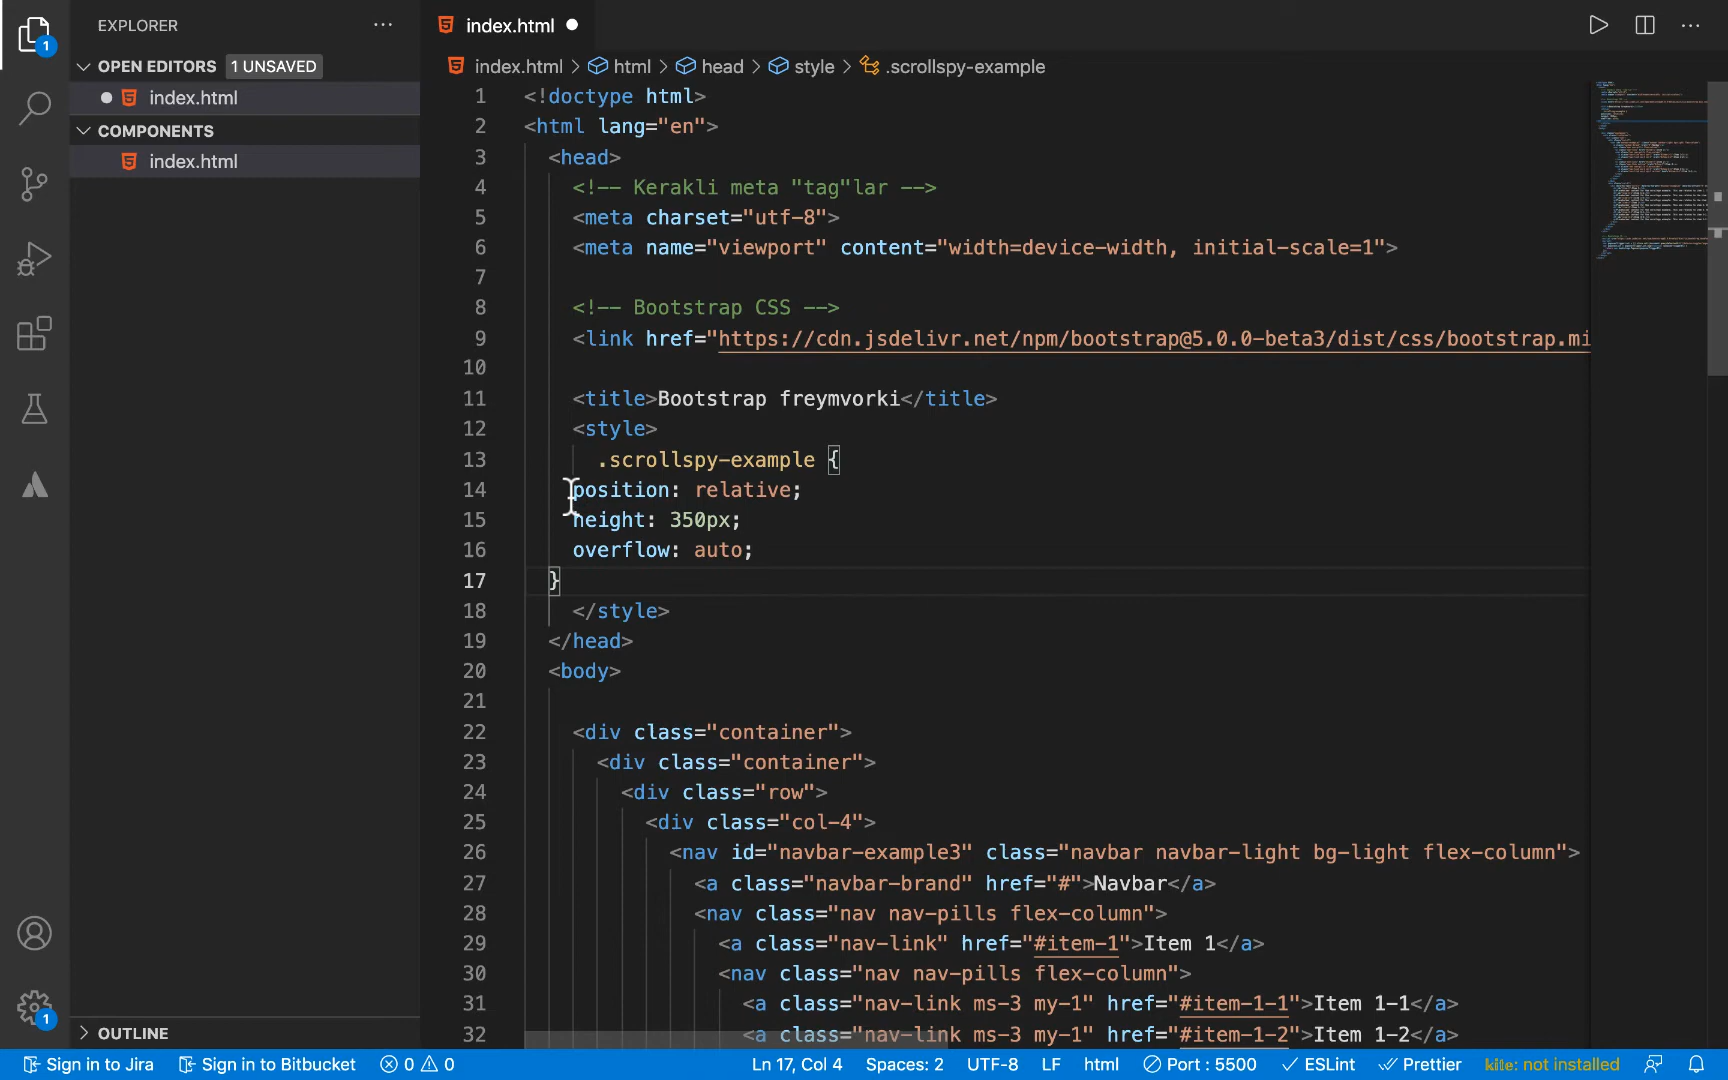 EXPLORER
index.html
OPEN EDITORS 1 UNSAVED
index.html
COMPONENTS
index.html
index.html > html > head > style > .scrollspy-example
1 <!doctype html>
2 <html lang="en">
3 <head>
4 <!-- Kerakli meta "tag"lar -->
5 <meta charset="utf-8">
6 <meta name="viewport" content="width=device-width, initial-scale=1">
7
8 <!-- Bootstrap CSS -->
9 <link href="https://cdn.jsdelivr.net/npm/bootstrap@5.0.0-beta3/dist/css/bootstrap.mi
10
11 <title>Bootstrap freymvorki</title>
12 <style>
13 .scrollspy-example {
14 position: relative;
15 height: 350px;
16 overflow: auto;
17 }
18 </style>
19 </head>
20 <body>
21
22 <div class="container">
23 <div class="container">
24 <div class="row">
25 <div class="col-4">
26 <nav id="navbar-example3" class="navbar navbar-light bg-light flex-column">
27 <a class="navbar-brand" href="#">Navbar</a>
28 <nav class="nav nav-pills flex-column">
29 <a class="nav-link" href="#item-1">Item 1</a>
30 <nav class="nav nav-pills flex-column">
31 <a class="nav-link ms-3 my-1" href="#item-1-1">Item 1-1</a>
32 <a class="nav-link ms-3 my-1" href="#item-1-2">Item 1-2</a>
OUTLINE
1
1
Sign in to Jira Sign in to Bitbucket 0 0 Ln 17, Col 4 Spaces: 2 UTF-8 LF html Port : 5500 ESLint Prettier kite: not installed